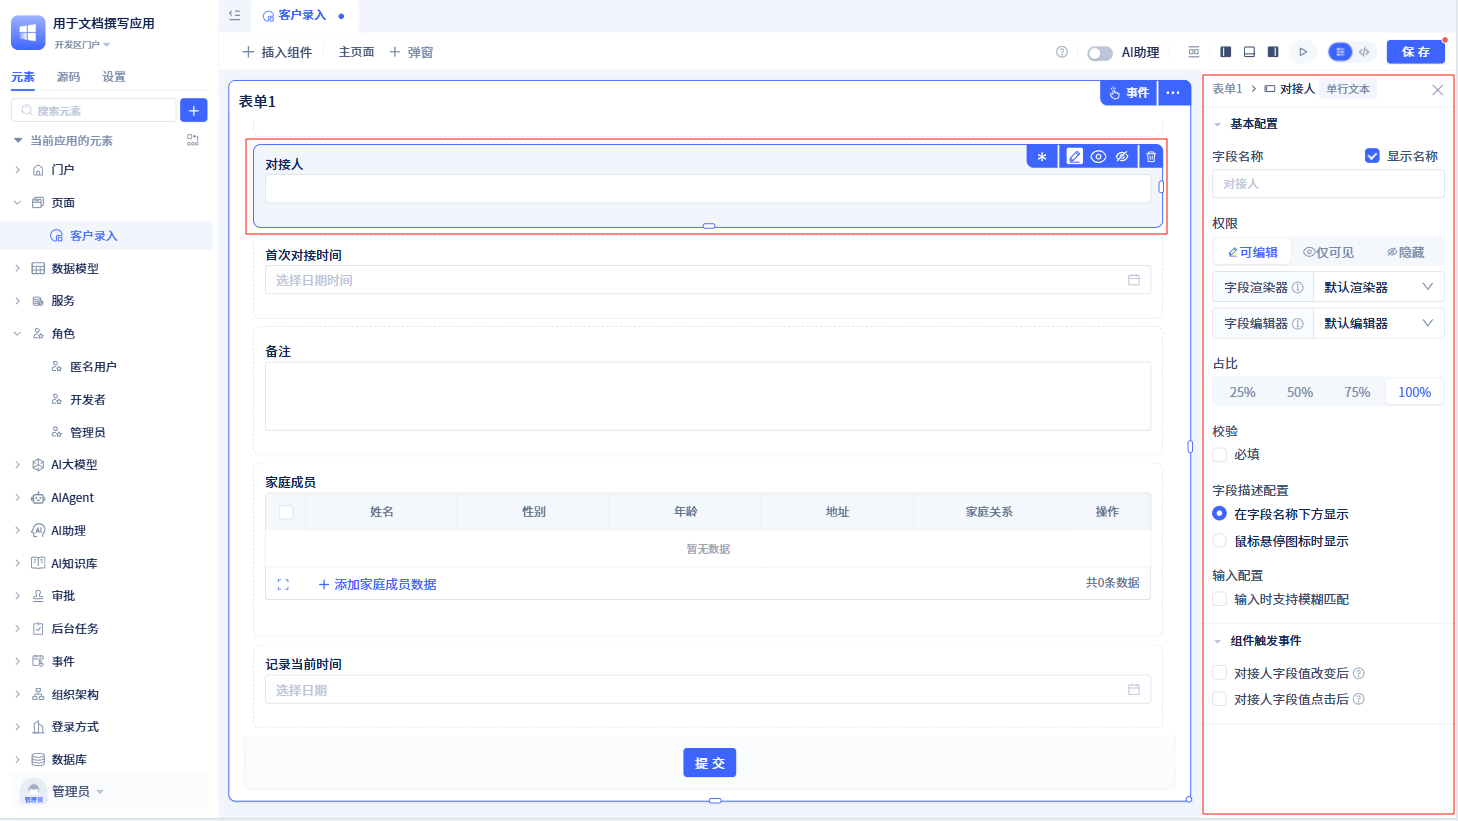 用于文档撰写应用
开发区门户
元素 源码 设置
搜索元素
当前应用的元素
门户
页面
客户录入
数据模型
服务
角色
匿名用户
开发者
管理员
AI大模型
AIAgent
AI助理
AI知识库
审批
后台任务
事件
组织架构
登录方式
数据库
管理员
管理员
客户录入
插入组件 主页面 弹窗
AI助理
保存
表单1
事件
对接人
首次对接时间
选择日期时间
备注
家庭成员
姓名 性别 年龄 地址 家庭关系 操作
暂无数据
添加家庭成员数据 共0条数据
记录当前时间
选择日期
提交
表单1 > 对接人 单行文本
基本配置
字段名称 显示名称
对接人
权限
可编辑 仅可见 隐藏
字段渲染器 默认渲染器
字段编辑器 默认编辑器
占比
25% 50% 75% 100%
校验
必填
字段描述配置
在字段名称下方显示
鼠标悬停图标时显示
输入配置
输入时支持模糊匹配
组件触发事件
对接人字段值改变后
对接人字段值点击后